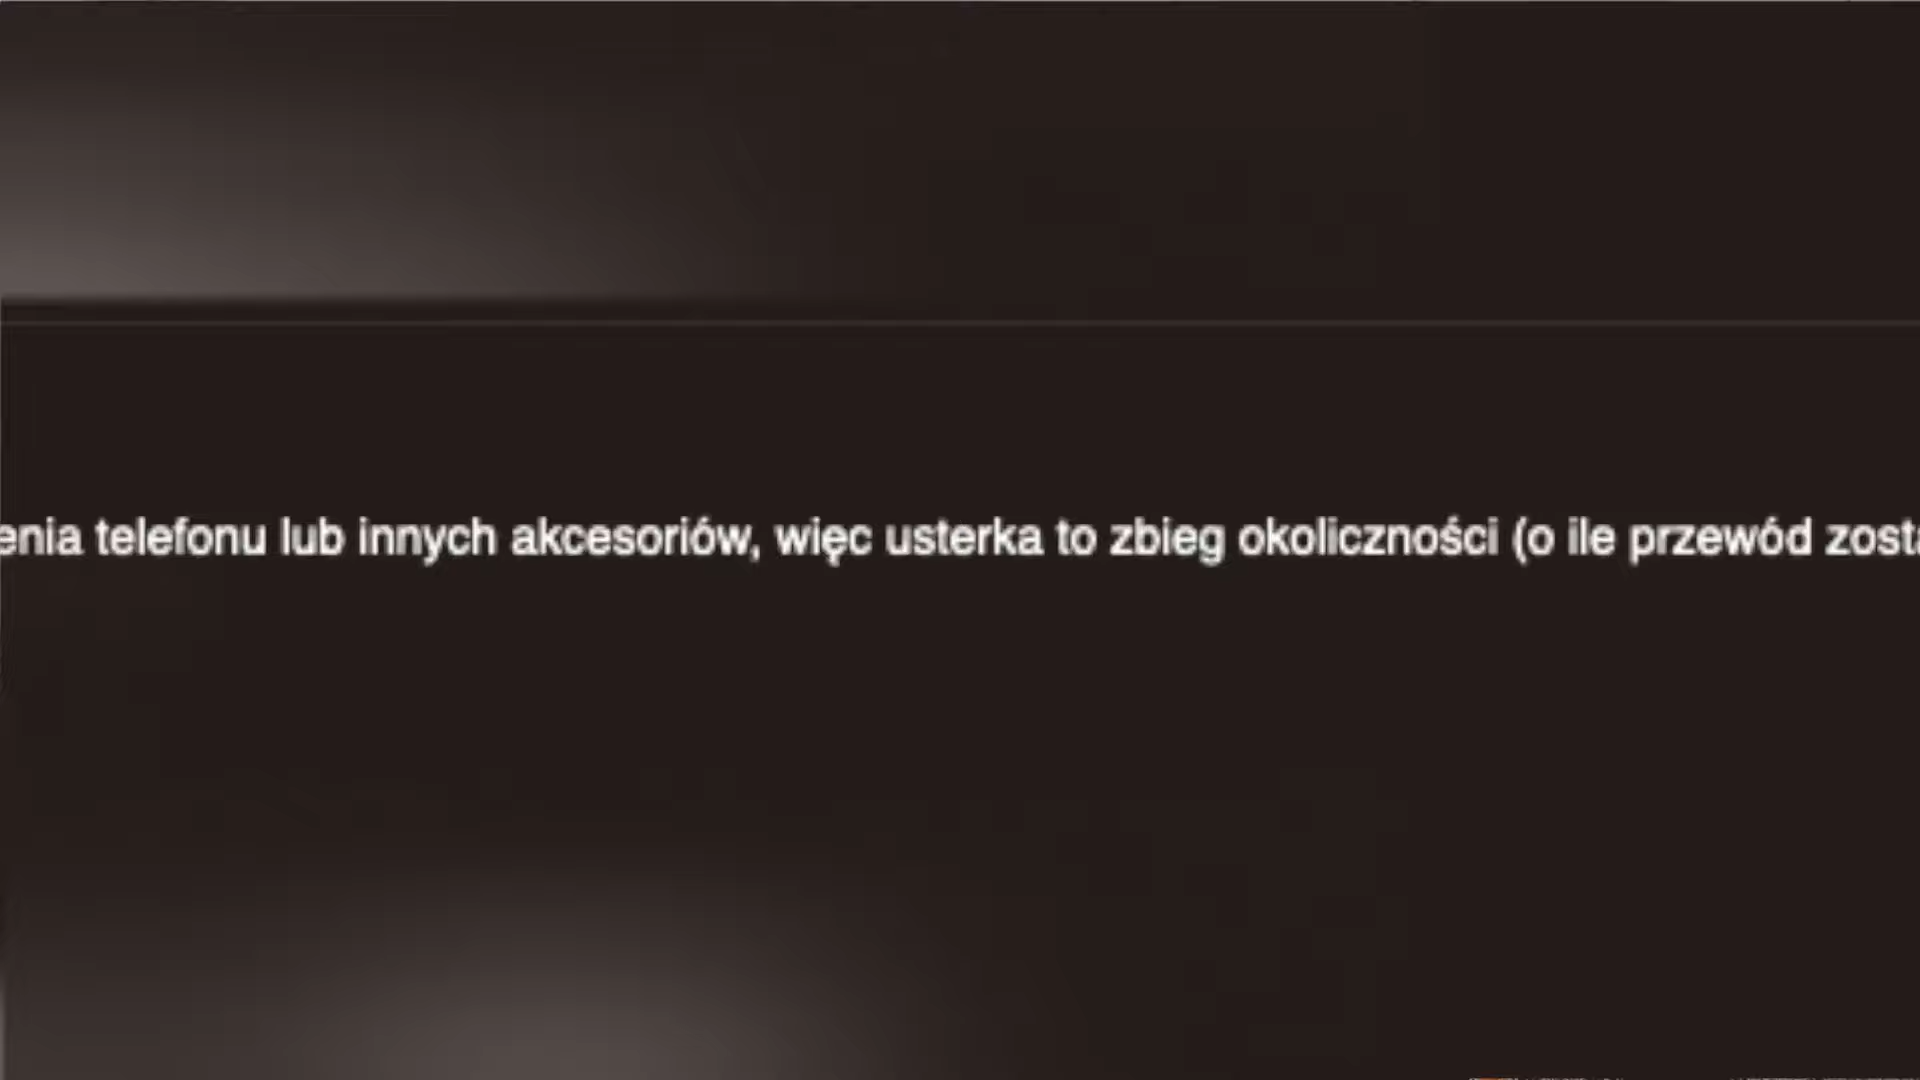 enia telefonu lub innych akcesoriów, więc usterka to zbieg okoliczności (o ile przewód zosta